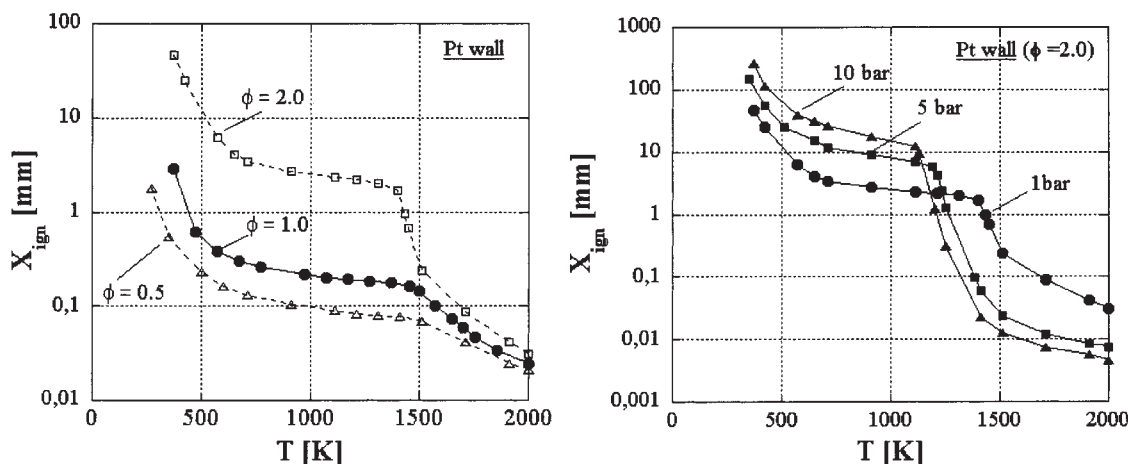 100
10
1
0,1
0,01
X_ign [mm]
Pt wall
ϕ = 2.0
ϕ = 1.0
ϕ = 0.5
0
500
1000
1500
2000
T [K]
1000
100
10
1
0,1
0,01
0,001
X_ign [mm]
Pt wall (ϕ =2.0)
10 bar
5 bar
1bar
0
500
1000
1500
2000
T [K]